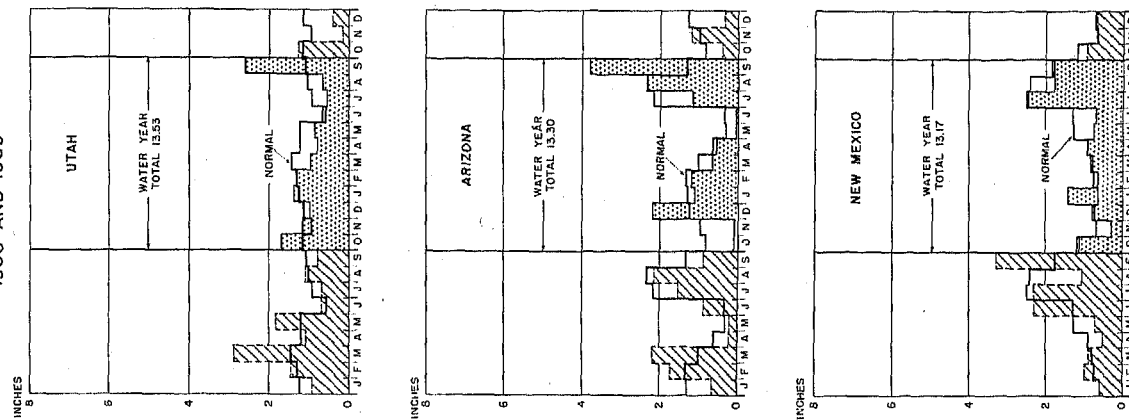 1938 AND 1939
INCHES
8
6
4
2
0
UTAH
WATER YEAR
TOTAL 13.53
NORMAL
J F M A M J J A S O N D J F M A M J J A S O N D
INCHES
8
6
4
2
0
ARIZONA
WATER YEAR
TOTAL 13.30
NORMAL
J F M A M J J A S O N D J F M A M J J A S O N D
INCHES
8
6
4
2
0
NEW MEXICO
WATER YEAR
TOTAL 13.17
NORMAL